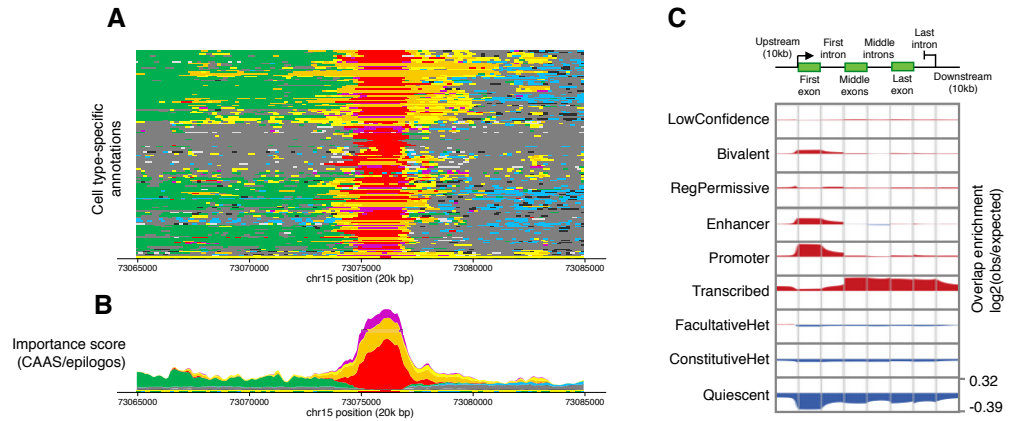 A
Cell type-specific
annotations
73065000
73070000
73075000
73080000
73085000
chr15 position (20k bp)
B
Importance score
(CAAS/epilogos)
73065000
73070000
73075000
73080000
73085000
chr15 position (20k bp)
C
Upstream
(10kb)
First
intron
Middle
introns
Last
intron
First
exon
Middle
exons
Last
exon
Downstream
(10kb)
LowConfidence
Bivalent
RegPermissive
Enhancer
Promoter
Transcribed
FacultativeHet
ConstitutiveHet
Quiescent
Overlap enrichment
log2(obs/expected)
0.32
-0.39